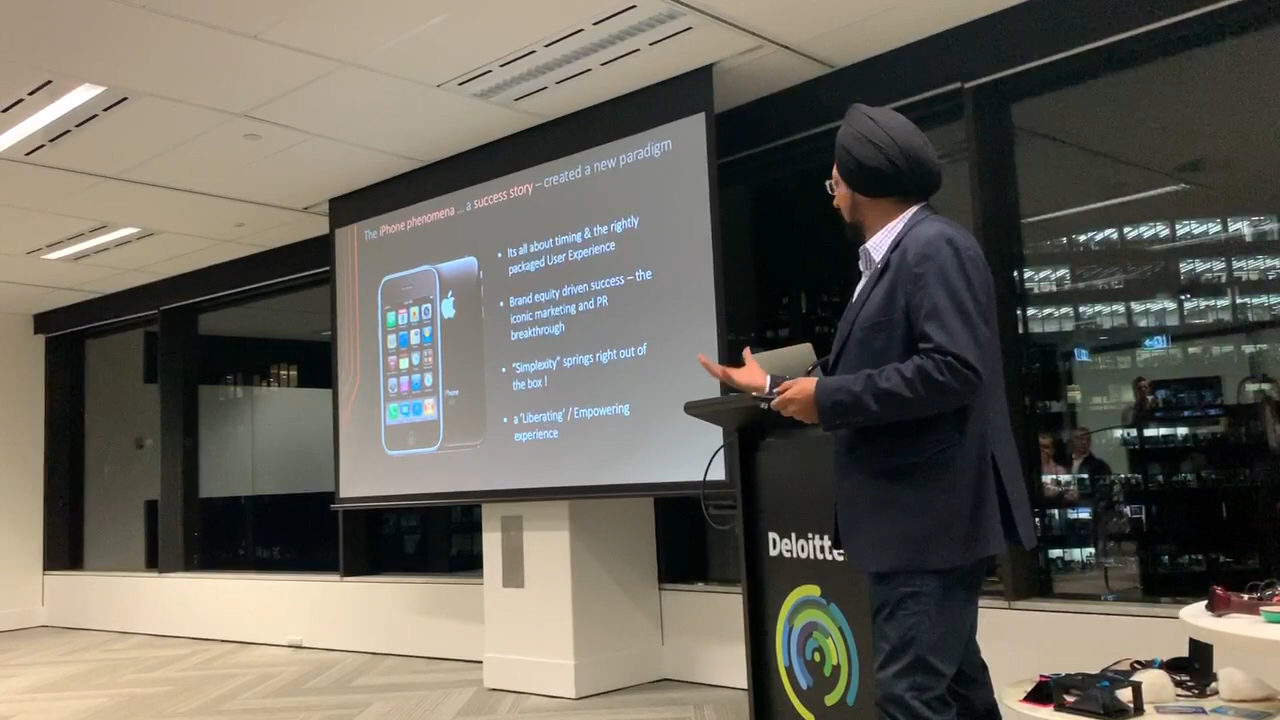 The iPhone phenomena ... a success story – created a new paradigm
• Its all about timing & the rightly
packaged User Experience
• Brand equity driven success – the
iconic marketing and PR
breakthrough
• "Simplexity" springs right out of
the box !
• a 'Liberating' / Empowering
experience
iPhone
Deloitte.